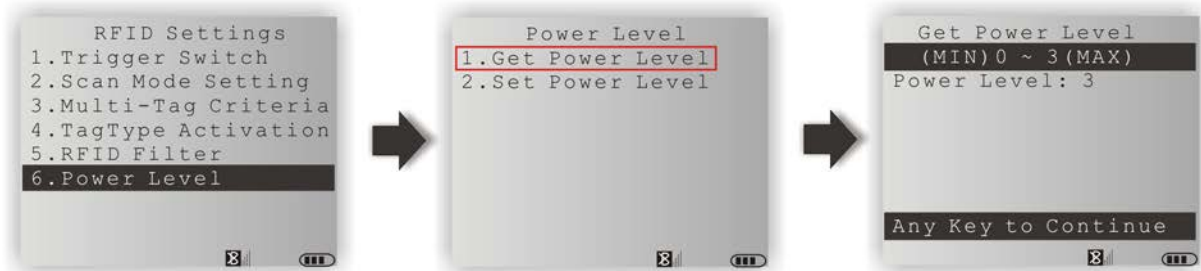 RFID Settings
1.Trigger Switch
2.Scan Mode Setting
3.Multi-Tag Criteria
4.TagType Activation
5.RFID Filter
6.Power Level
Power Level
1.Get Power Level
2.Set Power Level
Get Power Level
(MIN)0 ~ 3(MAX)
Power Level: 3
Any Key to Continue